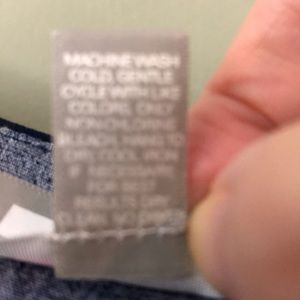 MACHINE WASH
COLD, GENTLE
CYCLE WITH LIKE
COLORS, ONLY
NON-CHLORINE
BLEACH, HANG TO
DRY, COOL IRON
IF NECESSARY,
FOR BEST
RESULTS DRY
CLEAN, NO